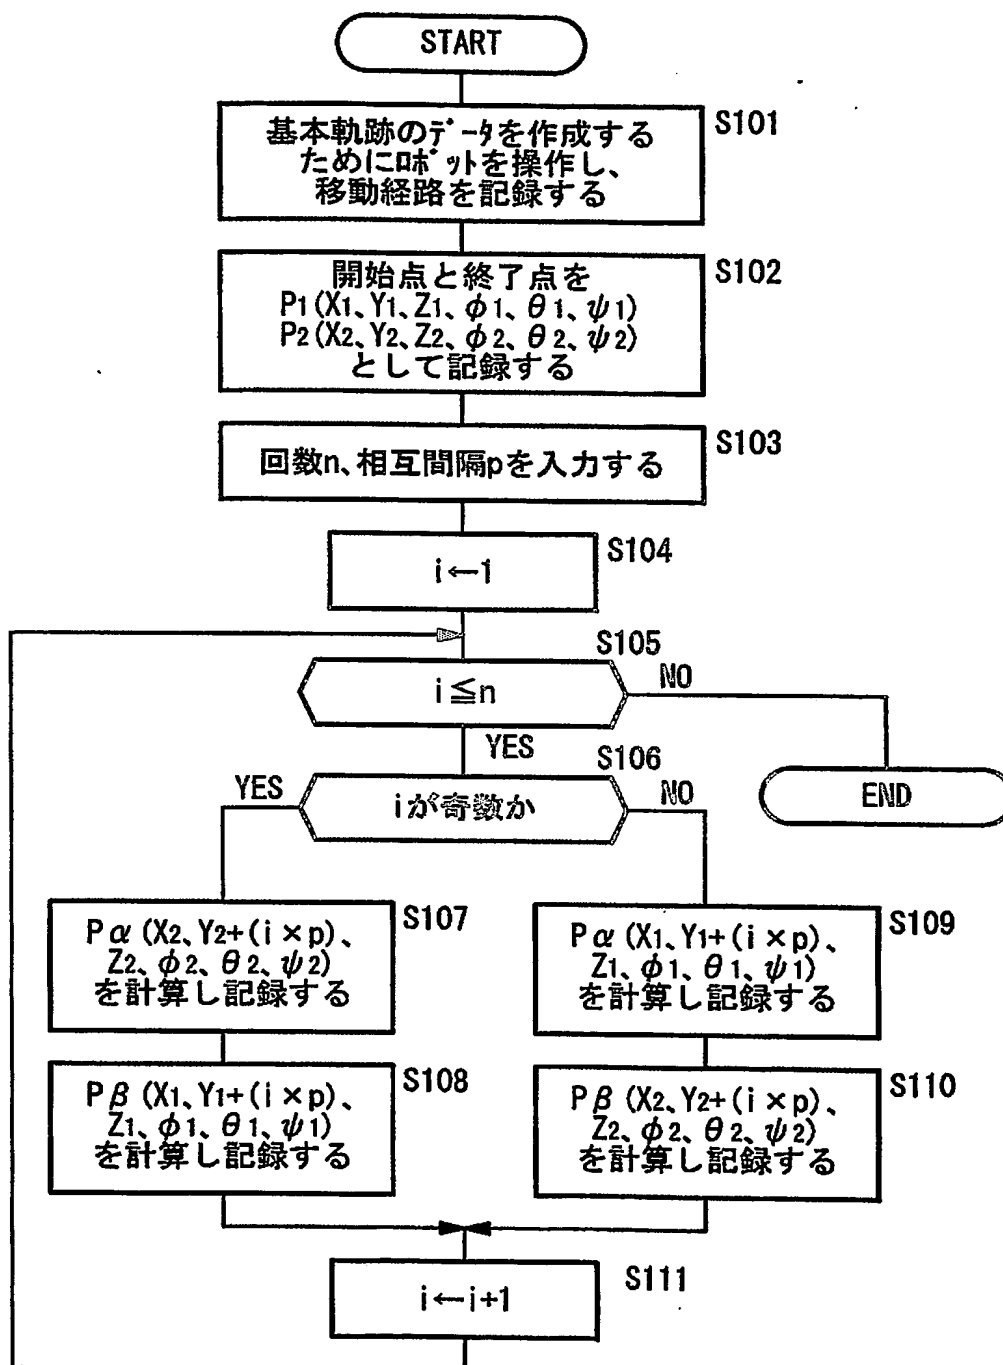 START
S101
基本軌跡のデータを作成する
ためにロボットを操作し、
移動経路を記録する
S102
開始点と終了点を
P1(X1、Y1、Z1、φ1、θ1、ψ1)
P2(X2、Y2、Z2、φ2、θ2、ψ2)
として記録する
S103
回数n、相互間隔pを入力する
S104
i←1
S105
i≦n
NO
YES
END
S106
iが奇数か
YES
NO
S107
Pα(X2、Y2+(i×p)、
Z2、φ2、θ2、ψ2)
を計算し記録する
S109
Pα(X1、Y1+(i×p)、
Z1、φ1、θ1、ψ1)
を計算し記録する
S108
Pβ(X1、Y1+(i×p)、
Z1、φ1、θ1、ψ1)
を計算し記録する
S110
Pβ(X2、Y2+(i×p)、
Z2、φ2、θ2、ψ2)
を計算し記録する
S111
i←i+1